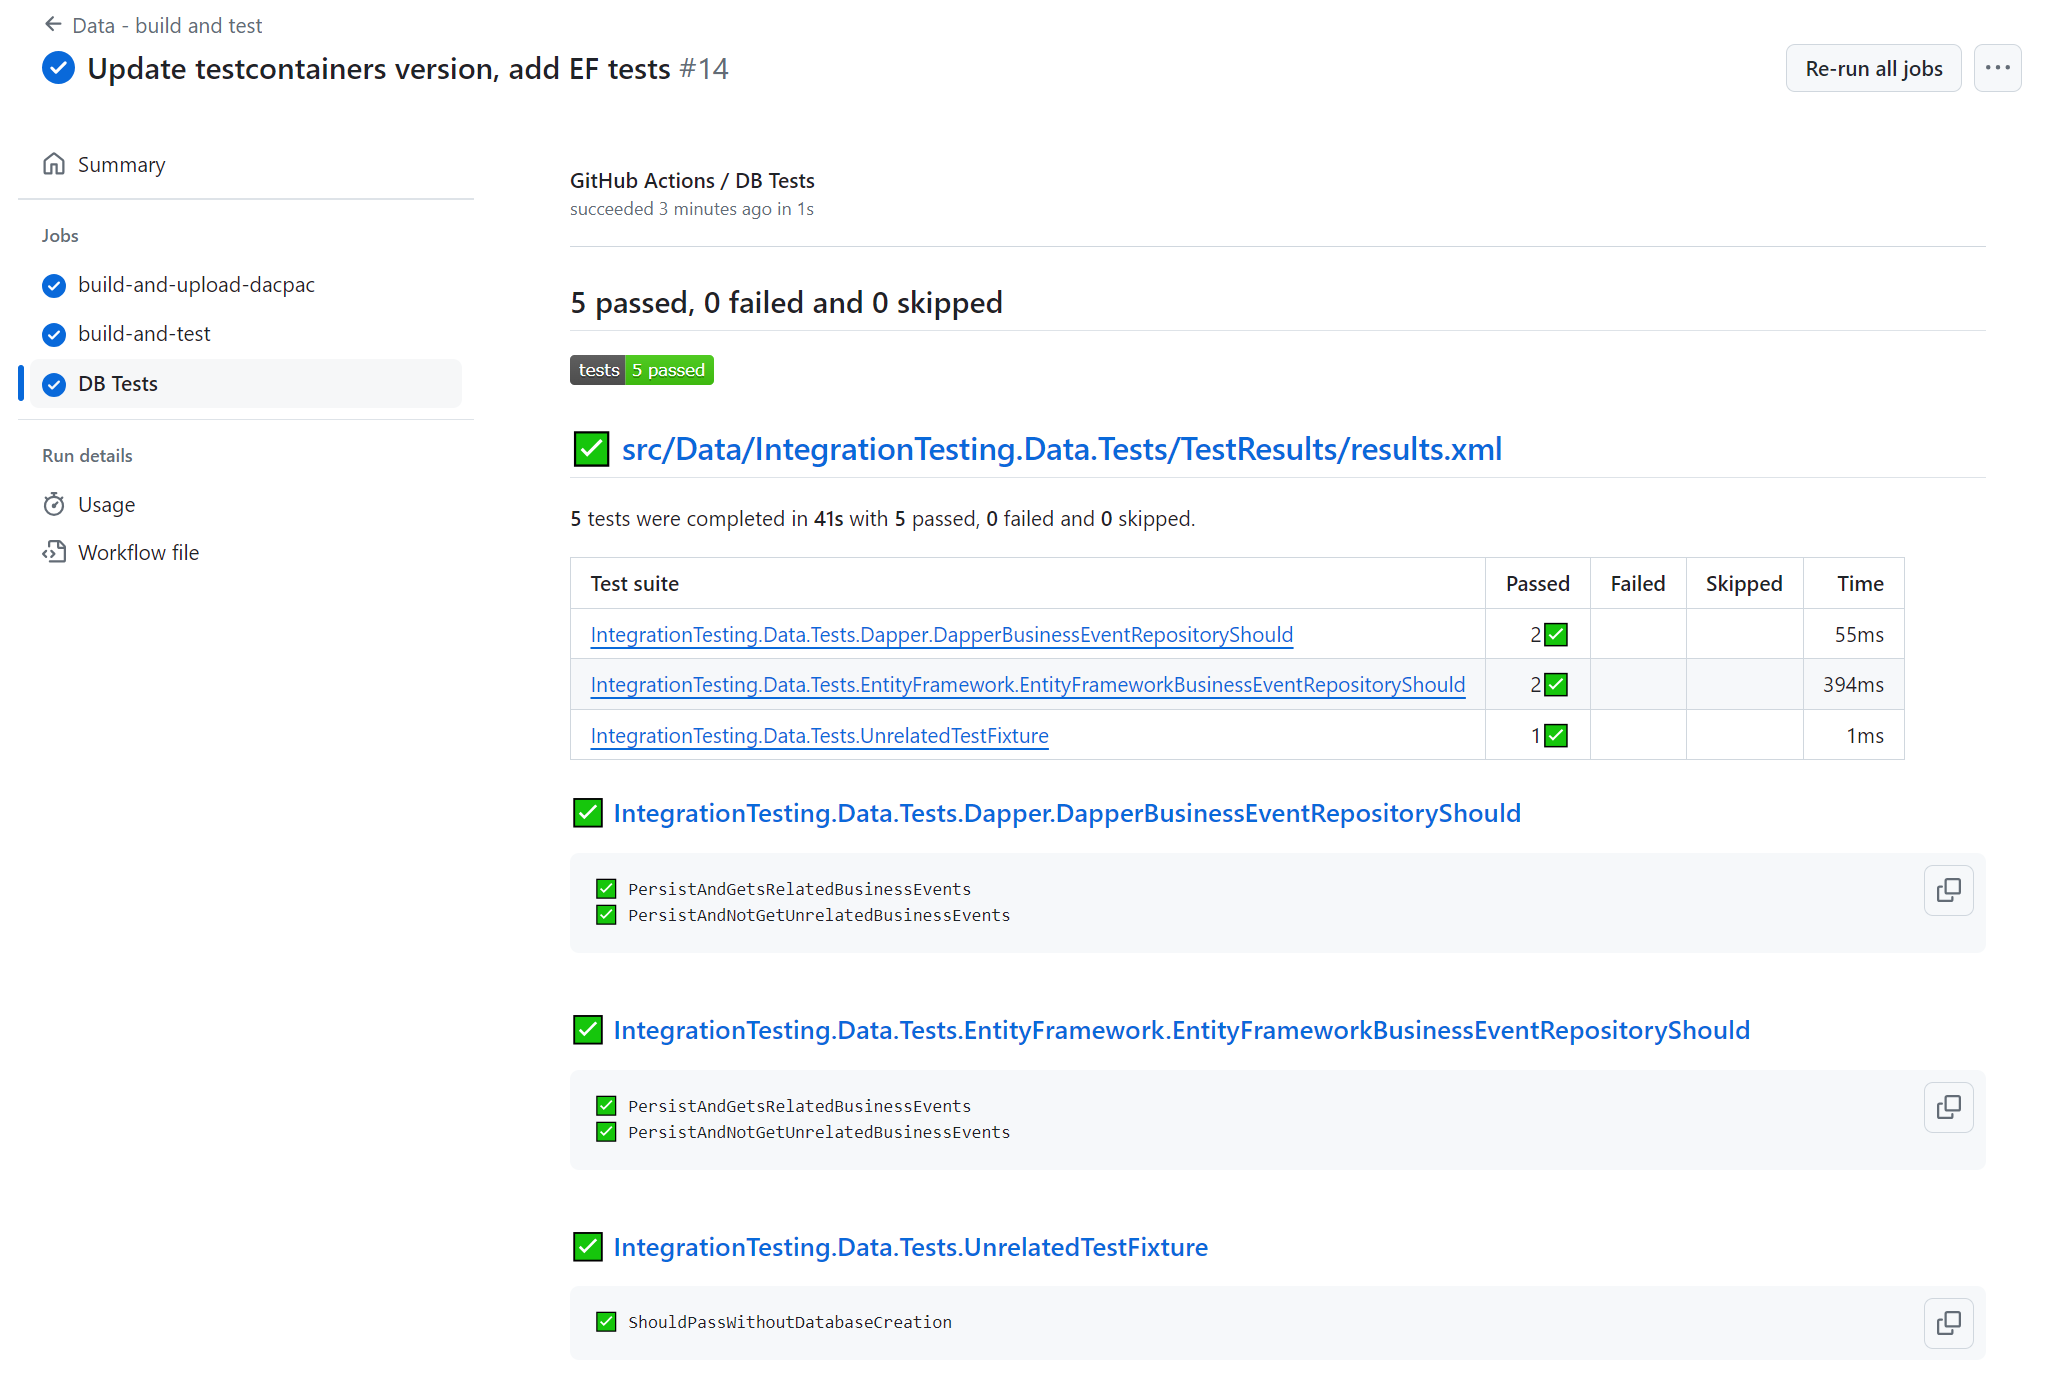 Data - build and test
Update testcontainers version, add EF tests #14
Re-run all jobs
Summary
Jobs
build-and-upload-dacpac
build-and-test
DB Tests
Run details
Usage
Workflow file
GitHub Actions / DB Tests
succeeded 3 minutes ago in 1s
5 passed, 0 failed and 0 skipped
tests 5 passed
src/Data/IntegrationTesting.Data.Tests/TestResults/results.xml
5 tests were completed in 41s with 5 passed, 0 failed and 0 skipped.
Test suite Passed Failed Skipped Time
IntegrationTesting.Data.Tests.Dapper.DapperBusinessEventRepositoryShould 2 55ms
IntegrationTesting.Data.Tests.EntityFramework.EntityFrameworkBusinessEventRepositoryShould 2 394ms
IntegrationTesting.Data.Tests.UnrelatedTestFixture 1 1ms
IntegrationTesting.Data.Tests.Dapper.DapperBusinessEventRepositoryShould
PersistAndGetsRelatedBusinessEvents
PersistAndNotGetUnrelatedBusinessEvents
IntegrationTesting.Data.Tests.EntityFramework.EntityFrameworkBusinessEventRepositoryShould
PersistAndGetsRelatedBusinessEvents
PersistAndNotGetUnrelatedBusinessEvents
IntegrationTesting.Data.Tests.UnrelatedTestFixture
ShouldPassWithoutDatabaseCreation